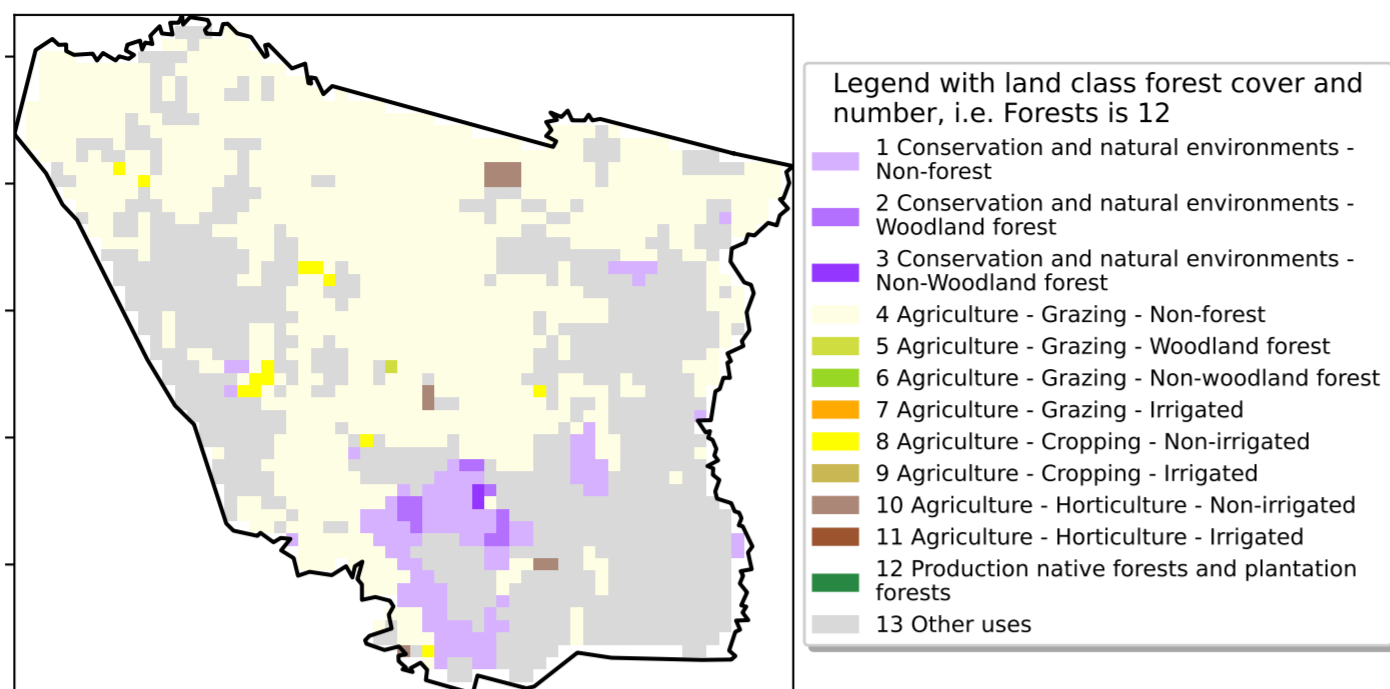 Legend with land class forest cover and
number, i.e. Forests is 12
1 Conservation and natural environments -
Non-forest
2 Conservation and natural environments -
Woodland forest
3 Conservation and natural environments -
Non-Woodland forest
4 Agriculture - Grazing - Non-forest
5 Agriculture - Grazing - Woodland forest
6 Agriculture - Grazing - Non-woodland forest
7 Agriculture - Grazing - Irrigated
8 Agriculture - Cropping - Non-irrigated
9 Agriculture - Cropping - Irrigated
10 Agriculture - Horticulture - Non-irrigated
11 Agriculture - Horticulture - Irrigated
12 Production native forests and plantation
forests
13 Other uses